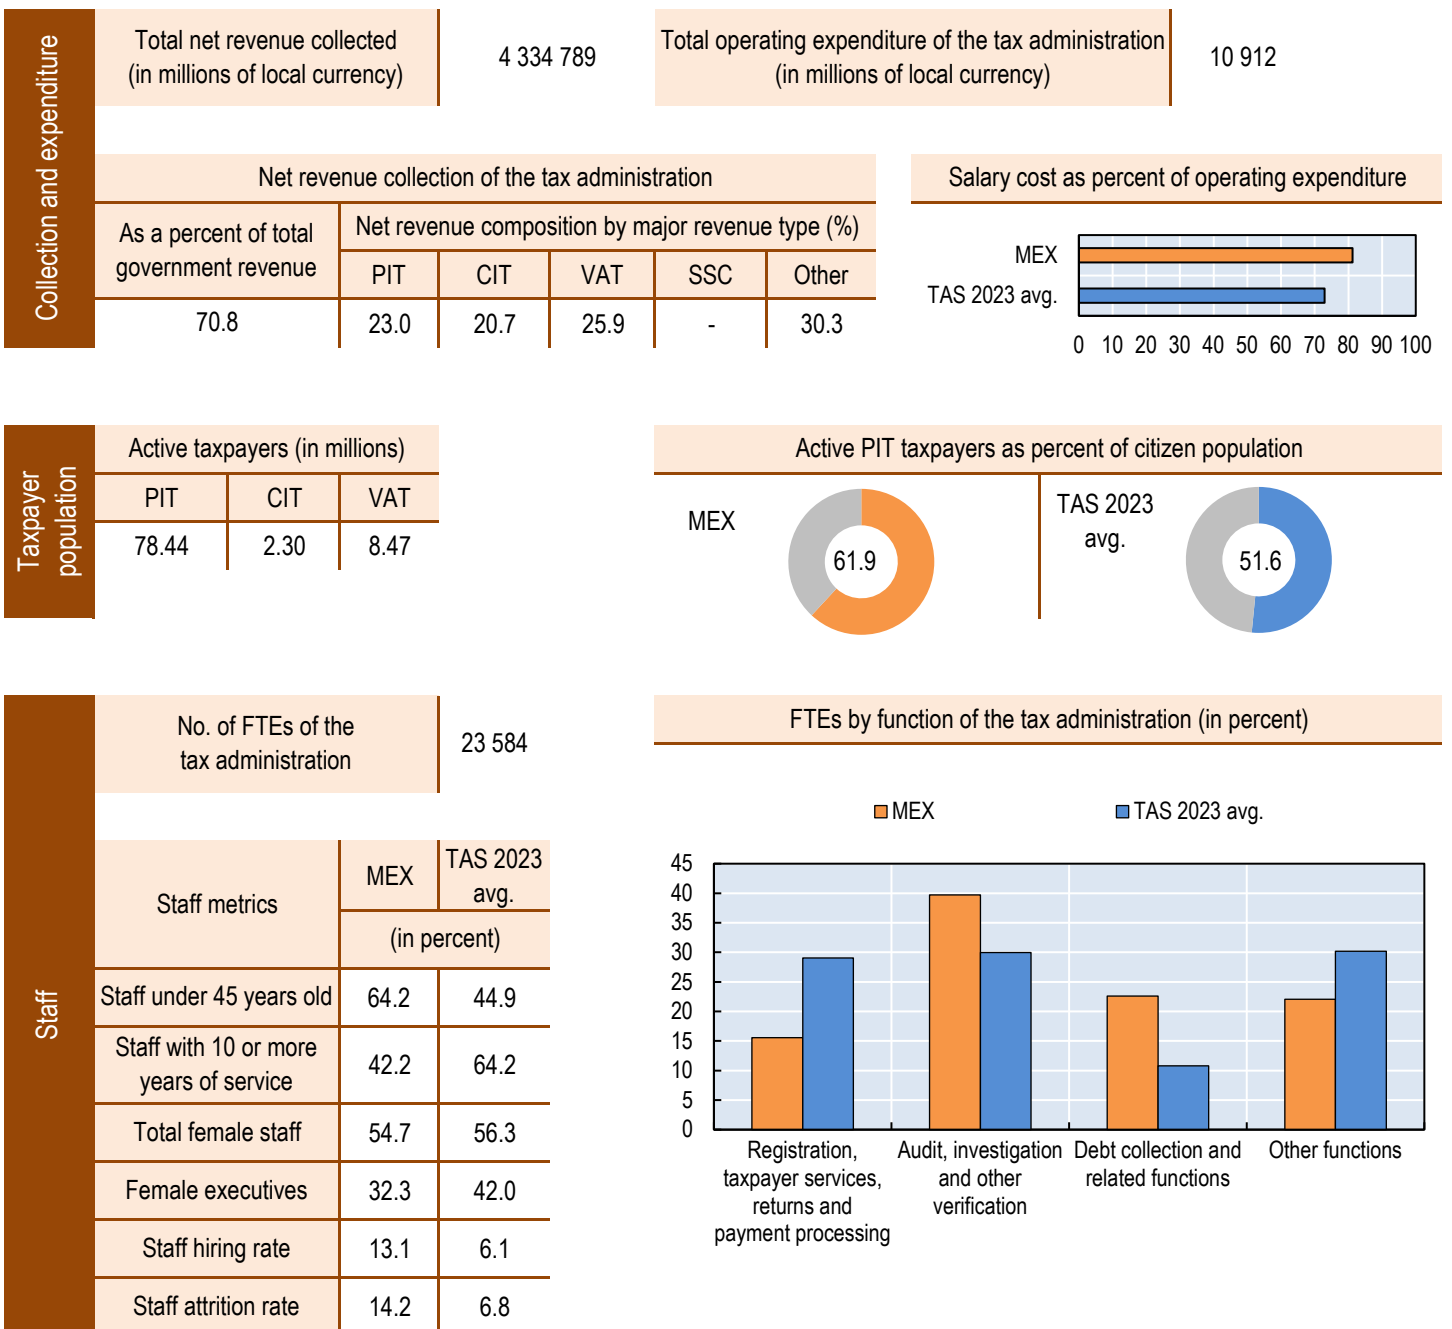 Collection and expenditure
Total net revenue collected
(in millions of local currency)
4 334 789
Total operating expenditure of the tax administration
(in millions of local currency)
10 912
Net revenue collection of the tax administration
As a percent of total
government revenue
Net revenue composition by major revenue type (%)
PIT CIT VAT SSC Other
70.8 23.0 20.7 25.9 - 30.3
Salary cost as percent of operating expenditure
MEX
TAS 2023 avg.
0 10 20 30 40 50 60 70 80 90 100
Taxpayer
population
Active taxpayers (in millions)
PIT CIT VAT
78.44 2.30 8.47
Active PIT taxpayers as percent of citizen population
MEX
61.9
TAS 2023
avg.
51.6
Staff
No. of FTEs of the
tax administration
23 584
Staff metrics
MEX
TAS 2023
avg.
(in percent)
Staff under 45 years old 64.2 44.9
Staff with 10 or more
years of service
42.2 64.2
Total female staff 54.7 56.3
Female executives 32.3 42.0
Staff hiring rate 13.1 6.1
Staff attrition rate 14.2 6.8
FTEs by function of the tax administration (in percent)
MEX TAS 2023 avg.
45
40
35
30
25
20
15
10
5
0
Registration,
taxpayer services,
returns and
payment processing
Audit, investigation
and other
verification
Debt collection and
related functions
Other functions